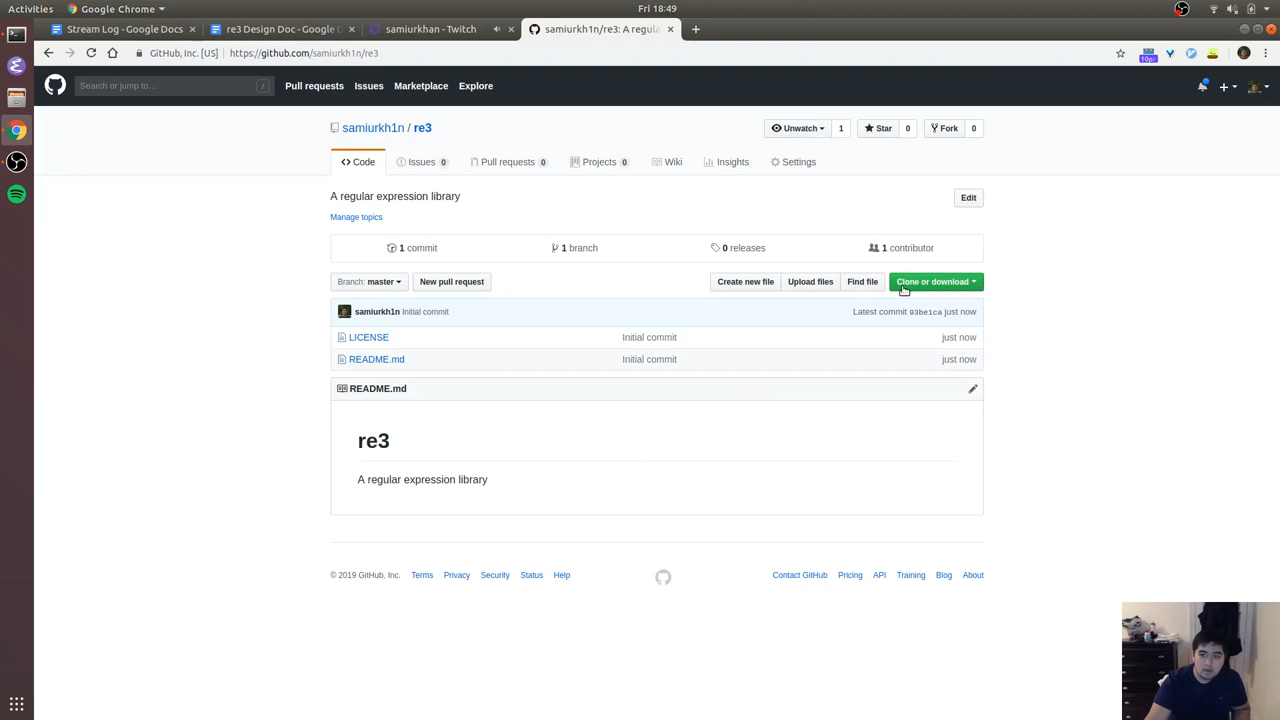 Activities Google Chrome Fri 18:49
Stream Log - Google Docs re3 Design Doc - Google D samiurkhan - Twitch samiurkh1n/re3: A regula
GitHub, Inc. [US] https://github.com/samiurkh1n/re3
Search or jump to... / Pull requests Issues Marketplace Explore
samiurkh1n / re3 Unwatch 1 Star 0 Fork 0
Code Issues 0 Pull requests 0 Projects 0 Wiki Insights Settings
A regular expression library Edit
Manage topics
1 commit 1 branch 0 releases 1 contributor
Branch: master New pull request Create new file Upload files Find file Clone or download
samiurkh1n Initial commit Latest commit 93be1ca just now
LICENSE Initial commit just now
README.md Initial commit just now
README.md
re3
A regular expression library
© 2019 GitHub, Inc. Terms Privacy Security Status Help Contact GitHub Pricing API Training Blog About